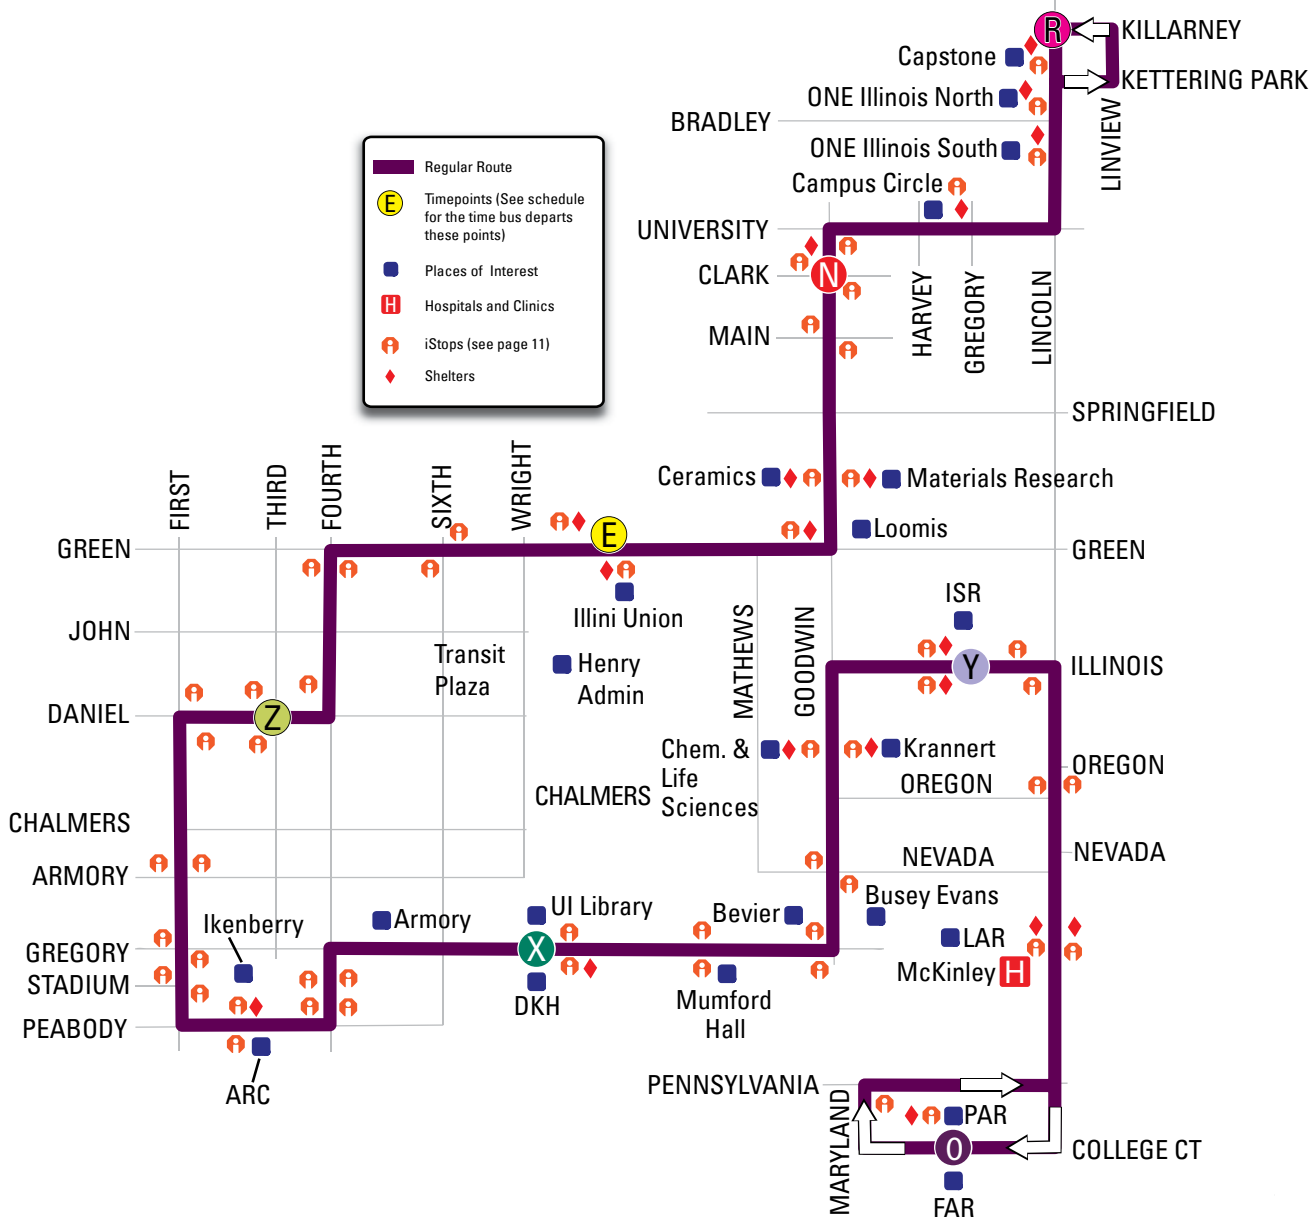 R
KILLARNEY
Capstone
KETTERING PARK
ONE Illinois North
BRADLEY
LINVIEW
ONE Illinois South
Campus Circle
UNIVERSITY
CLARK
N
MAIN
HARVEY
GREGORY
LINCOLN
Regular Route
E
Timepoints (See schedule
for the time bus departs
these points)
Places of Interest
H
Hospitals and Clinics
iStops (see page 11)
Shelters
SPRINGFIELD
FIRST
THIRD
FOURTH
SIXTH
WRIGHT
Ceramics
Materials Research
Loomis
GREEN
E
GREEN
Illini Union
ISR
JOHN
Transit
Plaza
Henry
Admin
MATHEWS
GOODWIN
Y
ILLINOIS
DANIEL
Z
Chem. &
Life
Sciences
Krannert
OREGON
OREGON
CHALMERS
CHALMERS
ARMORY
NEVADA
NEVADA
Ikenberry
Armory
UI Library
Bevier
Busey Evans
GREGORY
X
LAR
STADIUM
McKinley
H
DKH
Mumford
Hall
PEABODY
ARC
PENNSYLVANIA
MARYLAND
PAR
O
COLLEGE CT
FAR